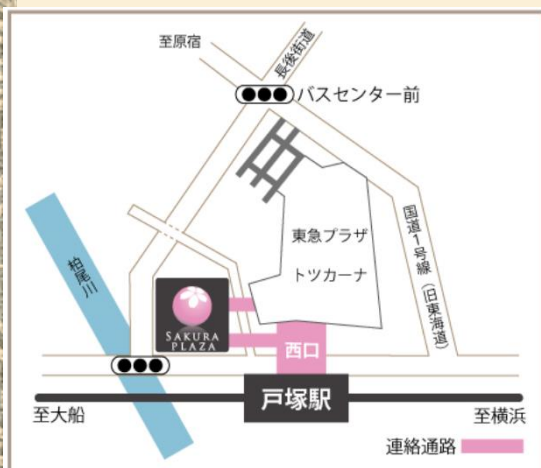 至原宿
長後街道
バスセンター前
東急プラザ
トツカーナ
国道1号線(旧東海道)
柏尾川
SAKURA
PLAZA
西口
戸塚駅
至大船
至横浜
連絡通路